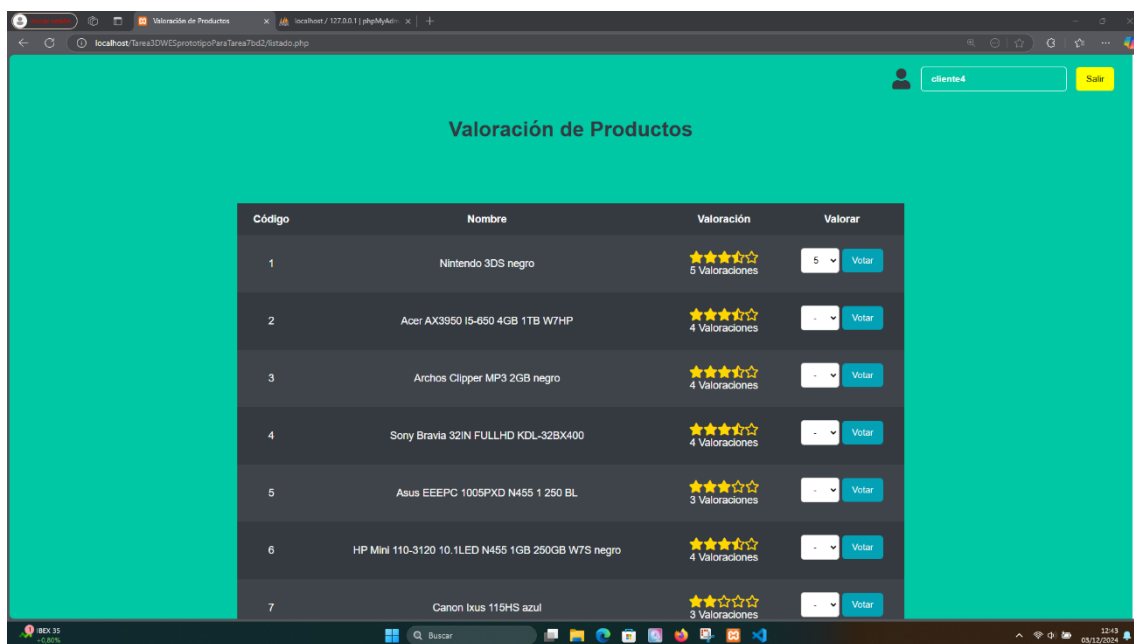 Valoración de Productos
localhost / 127.0.0.1 | phpMyAdm
localhost/Tarea3DWESprototipoParaTarea7bd2/listado.php
cliente4
Salir
Valoración de Productos
Código Nombre Valoración Valorar
1 Nintendo 3DS negro 5 Valoraciones 5 Votar
2 Acer AX3950 I5-650 4GB 1TB W7HP 4 Valoraciones - Votar
3 Archos Clipper MP3 2GB negro 4 Valoraciones - Votar
4 Sony Bravia 32IN FULLHD KDL-32BX400 4 Valoraciones - Votar
5 Asus EEEPC 1005PXD N455 1 250 BL 3 Valoraciones - Votar
6 HP Mini 110-3120 10.1LED N455 1GB 250GB W7S negro 4 Valoraciones - Votar
7 Canon Ixus 115HS azul 3 Valoraciones - Votar
IBEX 35
-0,80%
Buscar
12:43
03/12/2024